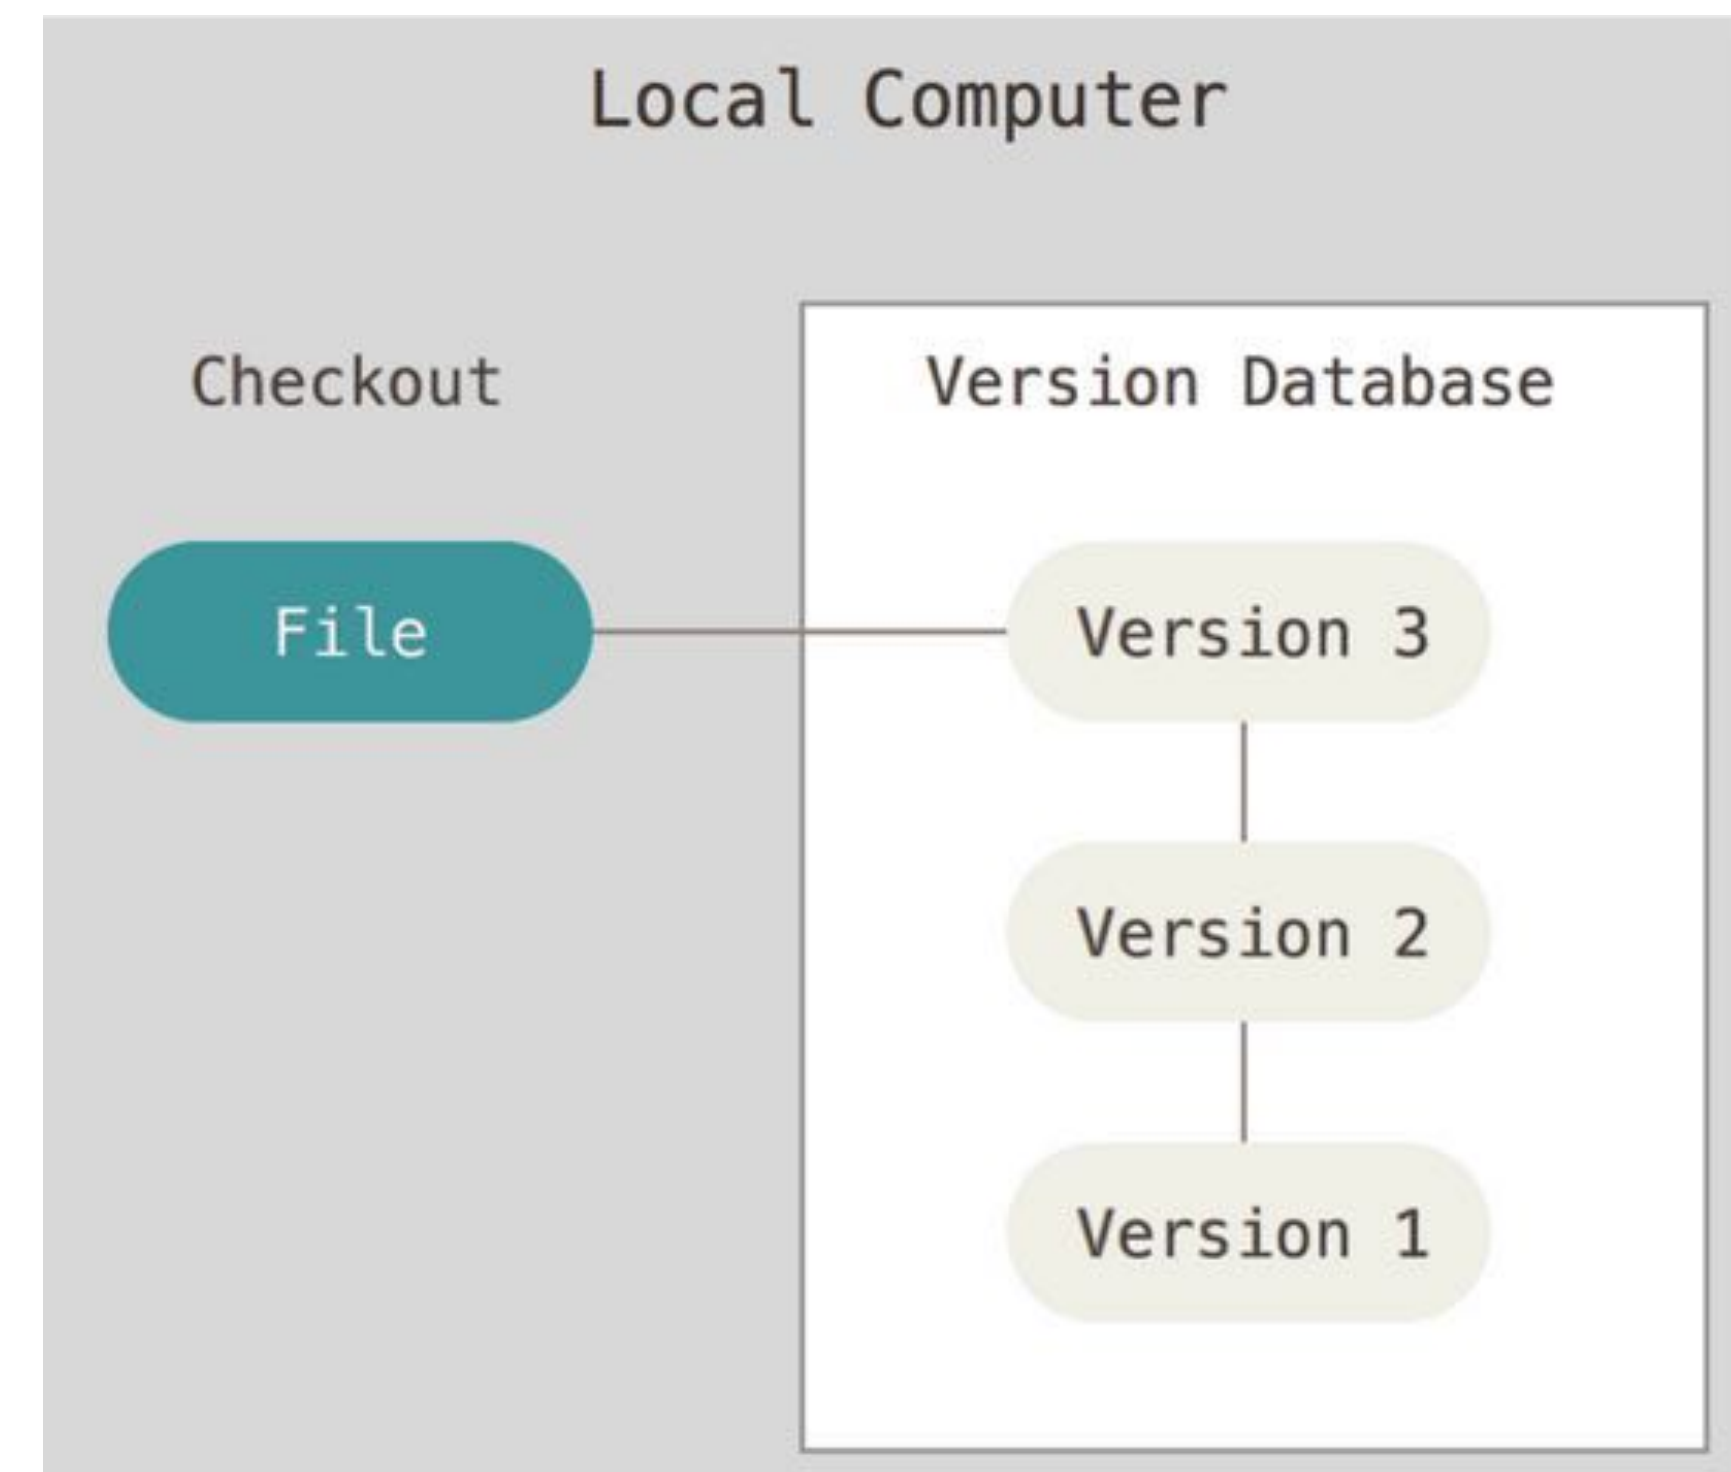 Local Computer
Checkout
Version Database
File
Version 3
Version 2
Version 1